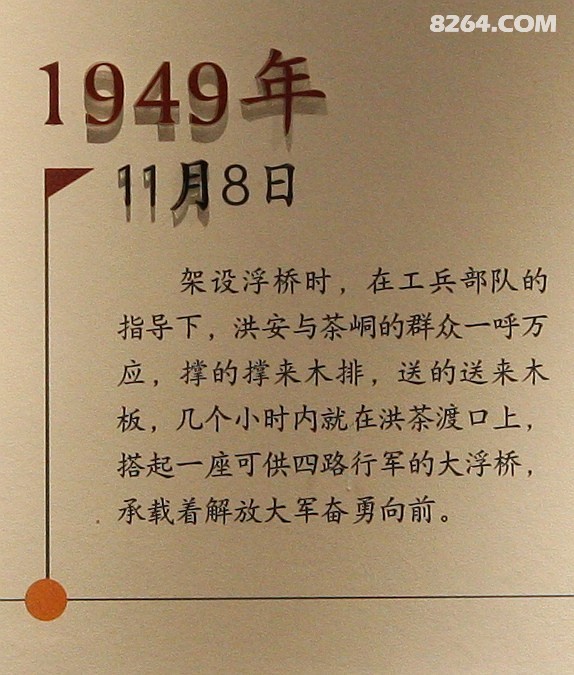 8264.COM
1949年
11月8日
架设浮桥时，在工兵部队的
指导下，洪安与茶峒的群众一呼万
应，撑的撑来木排，送的送来木
板，几个小时内就在洪茶渡口上，
搭起一座可供四路行军的大浮桥，
承载着解放大军奋勇向前。